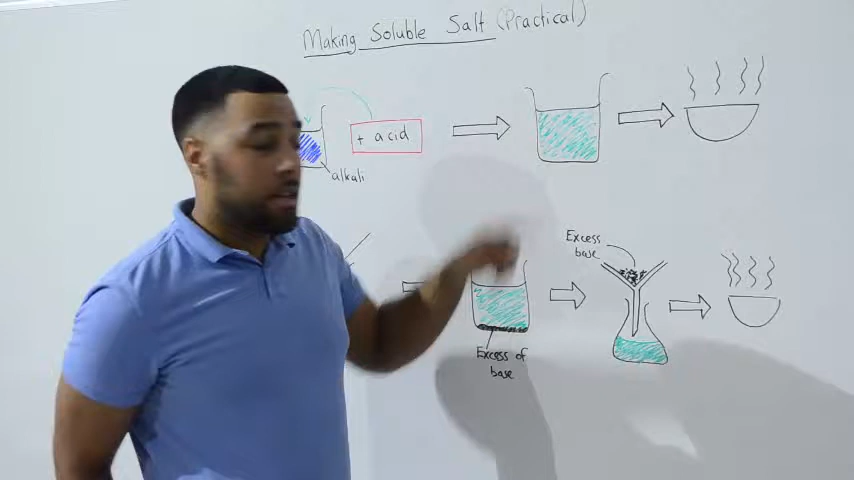 Making Soluble Salt (Practical)
+ acid
alkali
Excess
base
Excess of
base